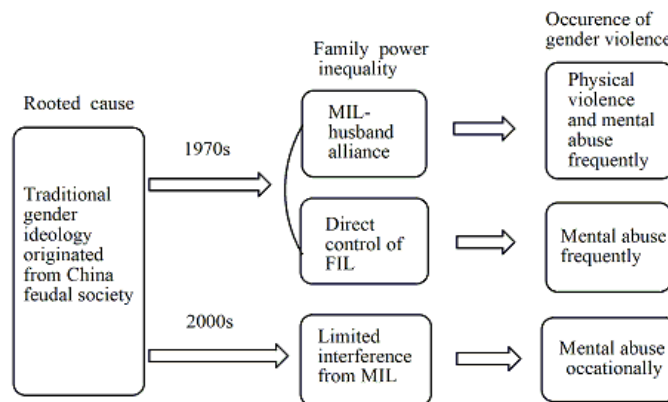 Occurence of
gender violence
Family power
inequality
Rooted cause
MIL-
husband
alliance
Physical
violence
and mental
abuse
frequently
1970s
Traditional
gender
ideology
originated
from China
feudal society
Direct
control of
FIL
Mental abuse
frequently
2000s
Limited
interference
from MIL
Mental abuse
occationally